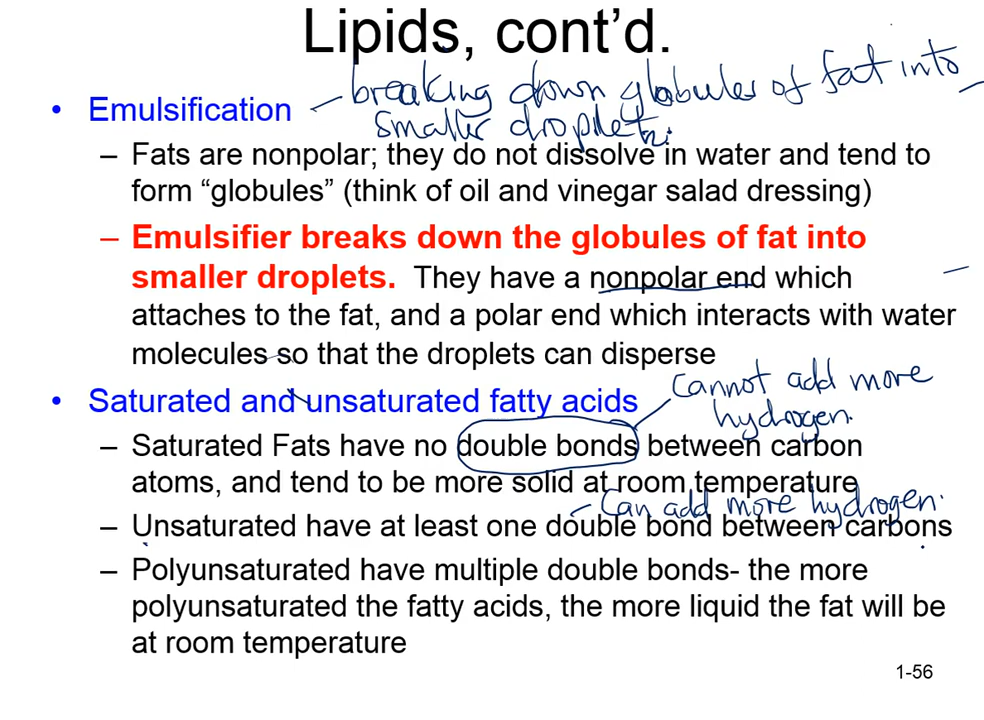 Lipids, cont’d.
• Emulsification – breaking down globules of fat into
smaller droplets.
– Fats are nonpolar; they do not dissolve in water and tend to
form “globules” (think of oil and vinegar salad dressing)
– Emulsifier breaks down the globules of fat into
smaller droplets. They have a nonpolar end which
attaches to the fat, and a polar end which interacts with water
molecules so that the droplets can disperse
cannot add more
• Saturated and unsaturated fatty acids
hydrogen.
– Saturated Fats have no double bonds between carbon
atoms, and tend to be more solid at room temperature
Can add more hydrogen.
– Unsaturated have at least one double bond between carbons
– Polyunsaturated have multiple double bonds- the more
polyunsaturated the fatty acids, the more liquid the fat will be
at room temperature
1-56